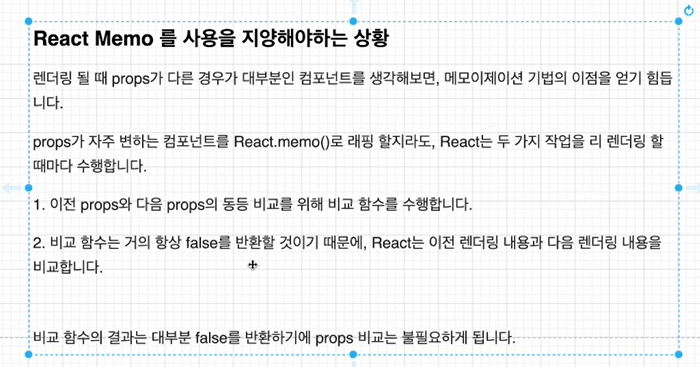 React Memo 를 사용을 지양해야하는 상황
렌더링 될 때 props가 다른 경우가 대부분인 컴포넌트를 생각해보면, 메모이제이션 기법의 이점을 얻기 힘듭
니다.
props가 자주 변하는 컴포넌트를 React.memo()로 래핑 할지라도, React는 두 가지 작업을 리 렌더링 할
때마다 수행합니다.
1. 이전 props와 다음 props의 동등 비교를 위해 비교 함수를 수행합니다.
2. 비교 함수는 거의 항상 false를 반환할 것이기 때문에, React는 이전 렌더링 내용과 다음 렌더링 내용을
비교합니다.
비교 함수의 결과는 대부분 false를 반환하기에 props 비교는 불필요하게 됩니다.